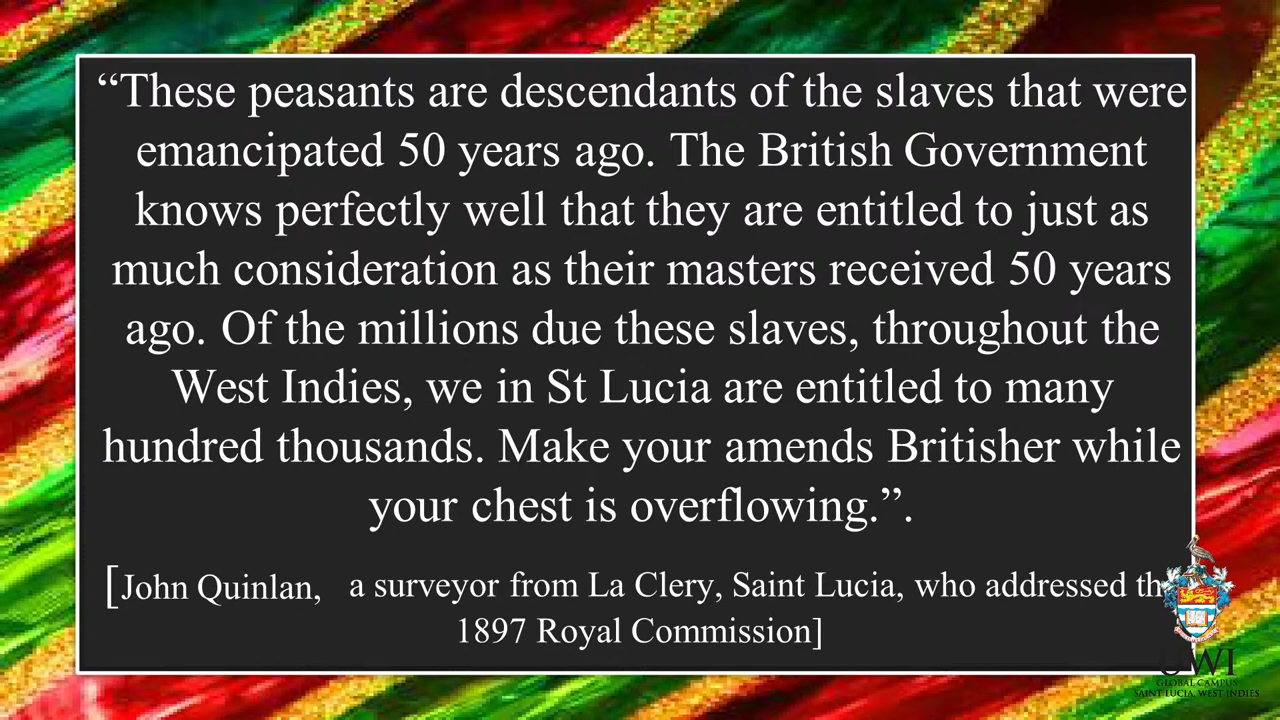 “These peasants are descendants of the slaves that were
emancipated 50 years ago. The British Government
knows perfectly well that they are entitled to just as
much consideration as their masters received 50 years
ago. Of the millions due these slaves, throughout the
West Indies, we in St Lucia are entitled to many
hundred thousands. Make your amends Britisher while
your chest is overflowing.”.
[John Quinlan, a surveyor from La Clery, Saint Lucia, who addressed th
1897 Royal Commission]
UWI
GLOBAL CAMPUS
SAINT LUCIA, WEST INDIES